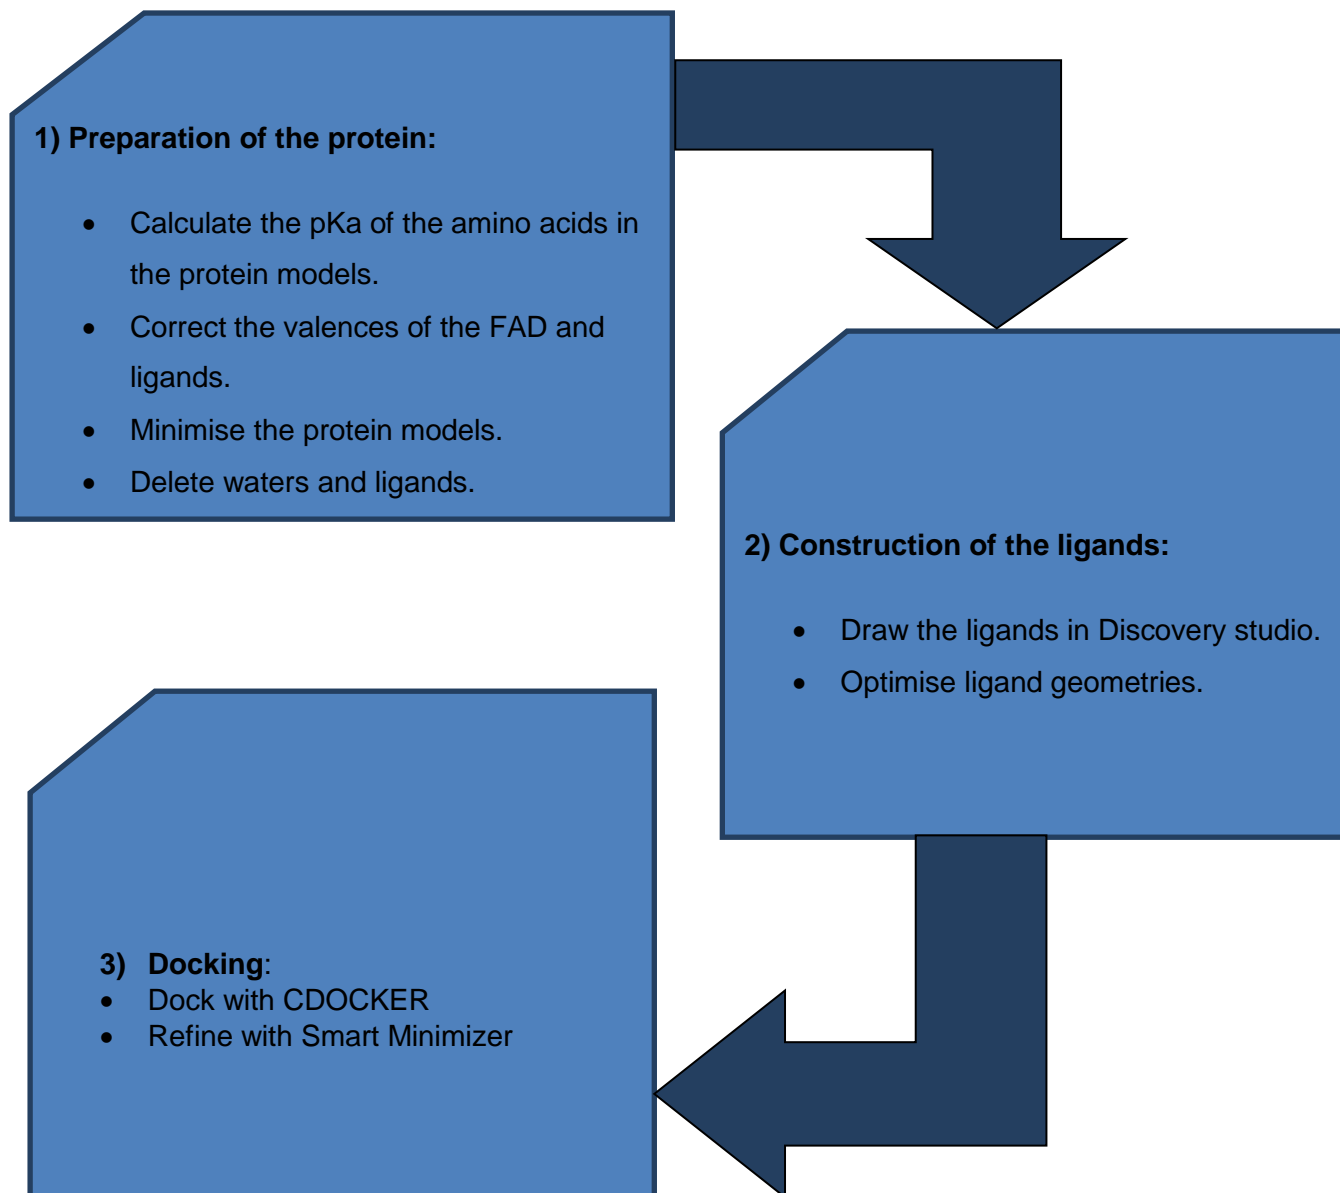 1) Preparation of the protein:
• Calculate the pKa of the amino acids in
the protein models.
• Correct the valences of the FAD and
ligands.
• Minimise the protein models.
• Delete waters and ligands.
2) Construction of the ligands:
• Draw the ligands in Discovery studio.
• Optimise ligand geometries.
3) Docking:
• Dock with CDOCKER
• Refine with Smart Minimizer